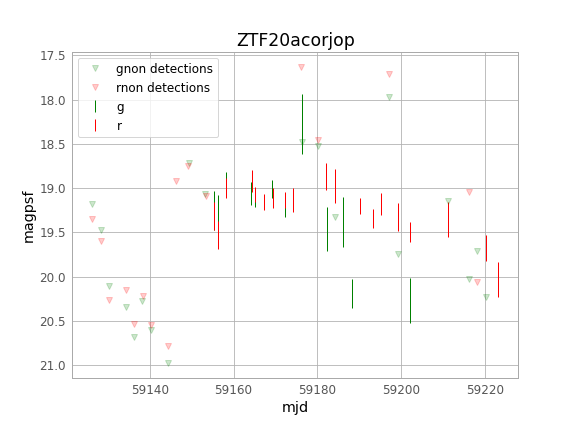 ZTF20acorjop
17.5
18.0
18.5
19.0
19.5
20.0
20.5
21.0
magpsf
gnon detections
rnon detections
g
r
59140
59160
59180
59200
59220
mjd